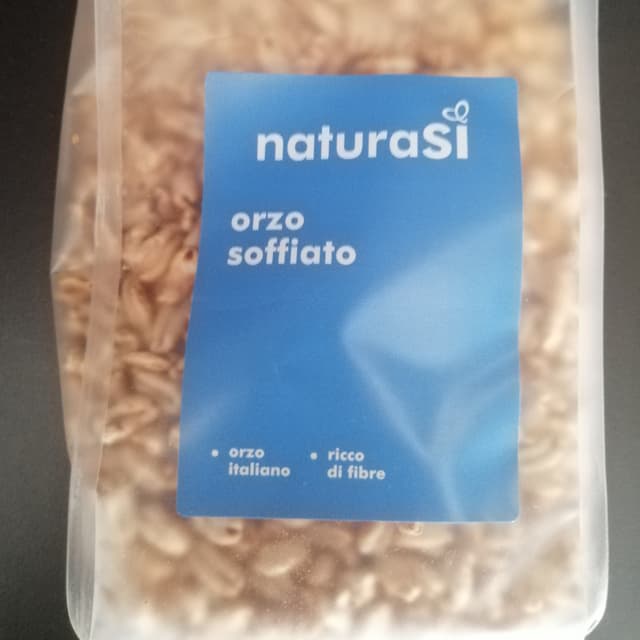 naturaSì
orzo
soffiato
• orzo
italiano
• ricco
di fibre